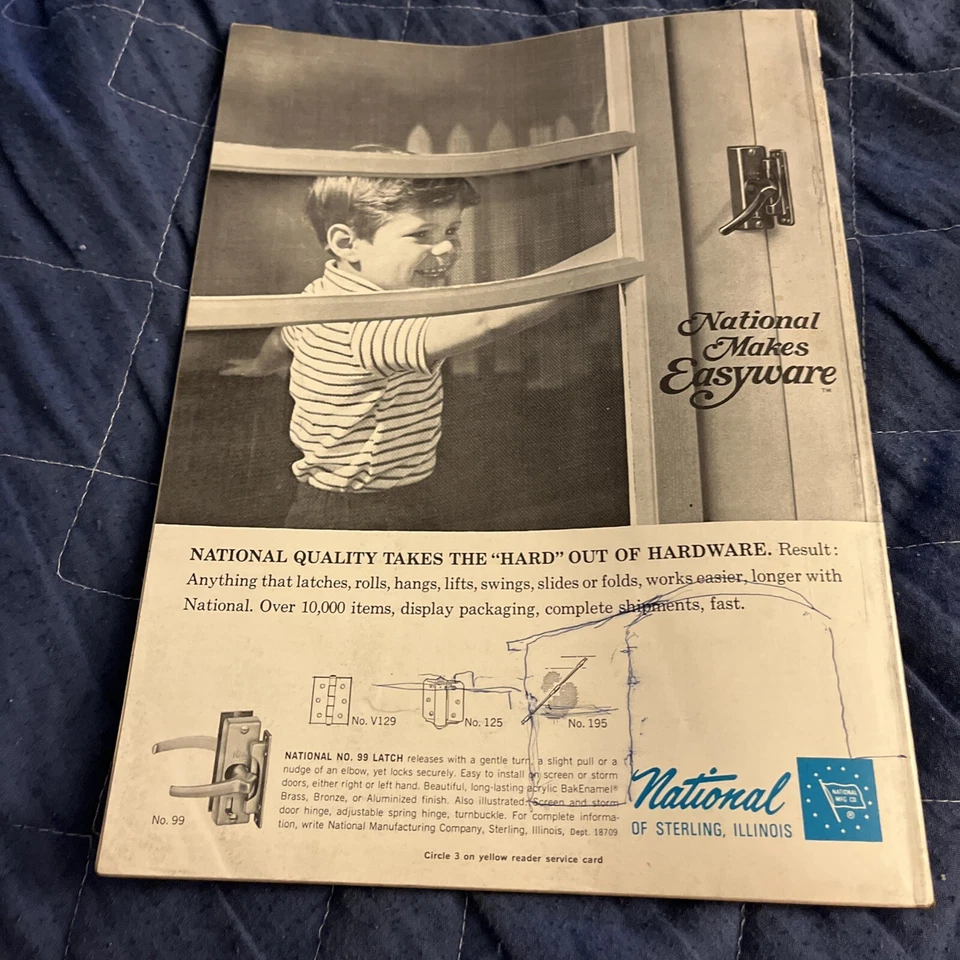 National
Makes
Easyware™
NATIONAL QUALITY TAKES THE “HARD” OUT OF HARDWARE. Result:
Anything that latches, rolls, hangs, lifts, swings, slides or folds, works easier, longer with
National. Over 10,000 items, display packaging, complete shipments, fast.
No. V129
No. 125
No. 195
No. 99
NATIONAL NO. 99 LATCH releases with a gentle turn, a slight pull or a
nudge of an elbow, yet locks securely. Easy to install on screen or storm
doors, either right or left hand. Beautiful, long-lasting acrylic BakEnamel®
Brass, Bronze, or Aluminized finish. Also illustrated: Screen and storm
door hinge, adjustable spring hinge, turnbuckle. For complete informa-
tion, write National Manufacturing Company, Sterling, Illinois, Dept. 18709
National
OF STERLING, ILLINOIS
NATIONAL
MFG CO.
®
Circle 3 on yellow reader service card